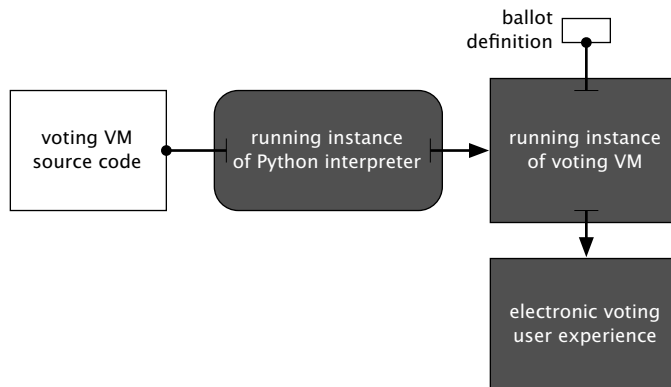 ballot
definition
voting VM
source code
running instance
of Python interpreter
running instance
of voting VM
electronic voting
user experience